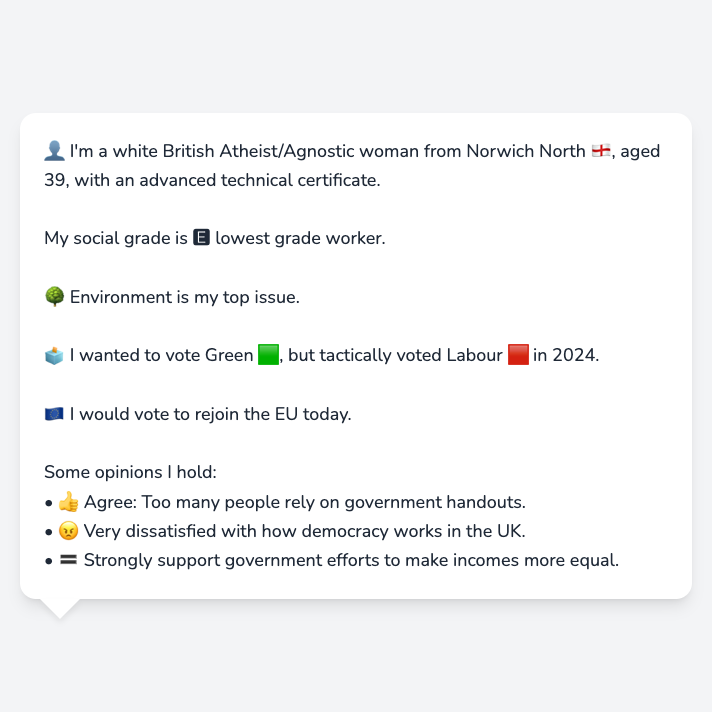 👤 I'm a white British Atheist/Agnostic woman from Norwich North 🏴󠁧󠁢󠁥󠁮󠁧󠁿, aged
39, with an advanced technical certificate.
My social grade is 🅴 lowest grade worker.
🌳 Environment is my top issue.
🗳️ I wanted to vote Green 🟩, but tactically voted Labour 🟥 in 2024.
🇪🇺 I would vote to rejoin the EU today.
Some opinions I hold:
• 👍 Agree: Too many people rely on government handouts.
• 😠 Very dissatisfied with how democracy works in the UK.
• 🟰 Strongly support government efforts to make incomes more equal.